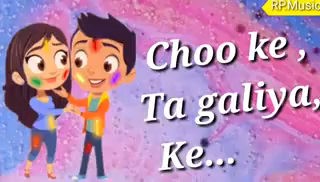 RPMusic
Choo ke ,
Ta galiya,
Ke...